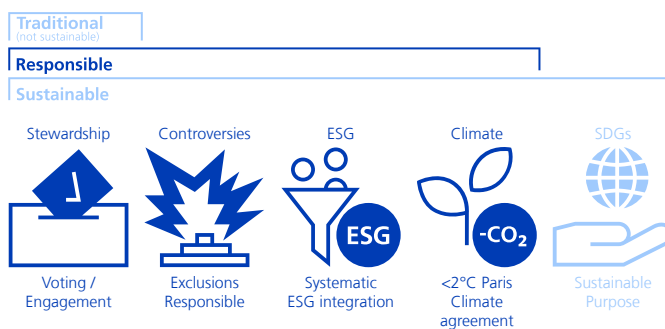 Traditional
(not sustainable)
Responsible
Sustainable
Stewardship
Controversies
ESG
Climate
SDGs
ESG
-CO₂
Voting /
Engagement
Exclusions
Responsible
Systematic
ESG integration
<2°C Paris
Climate
agreement
Sustainable
Purpose